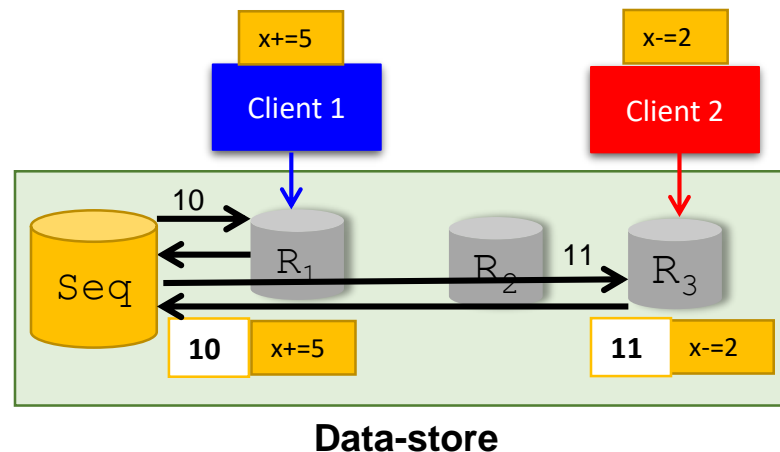 x+=5
x-=2
Client 1
Client 2
10
Seq
R1
R2
11
R3
10
x+=5
11
x-=2
Data-store